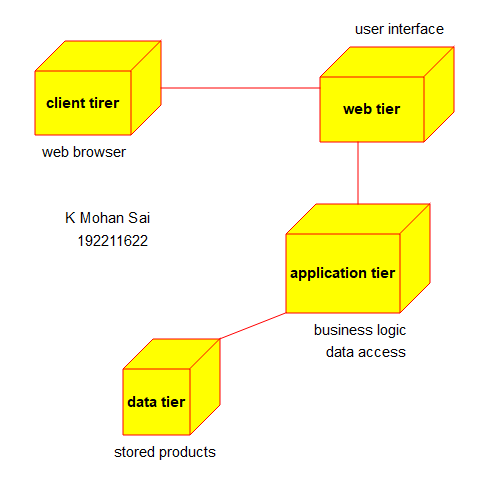 user interface
client tirer
web tier
web browser
K Mohan Sai
192211622
application tier
business logic
data access
data tier
stored products